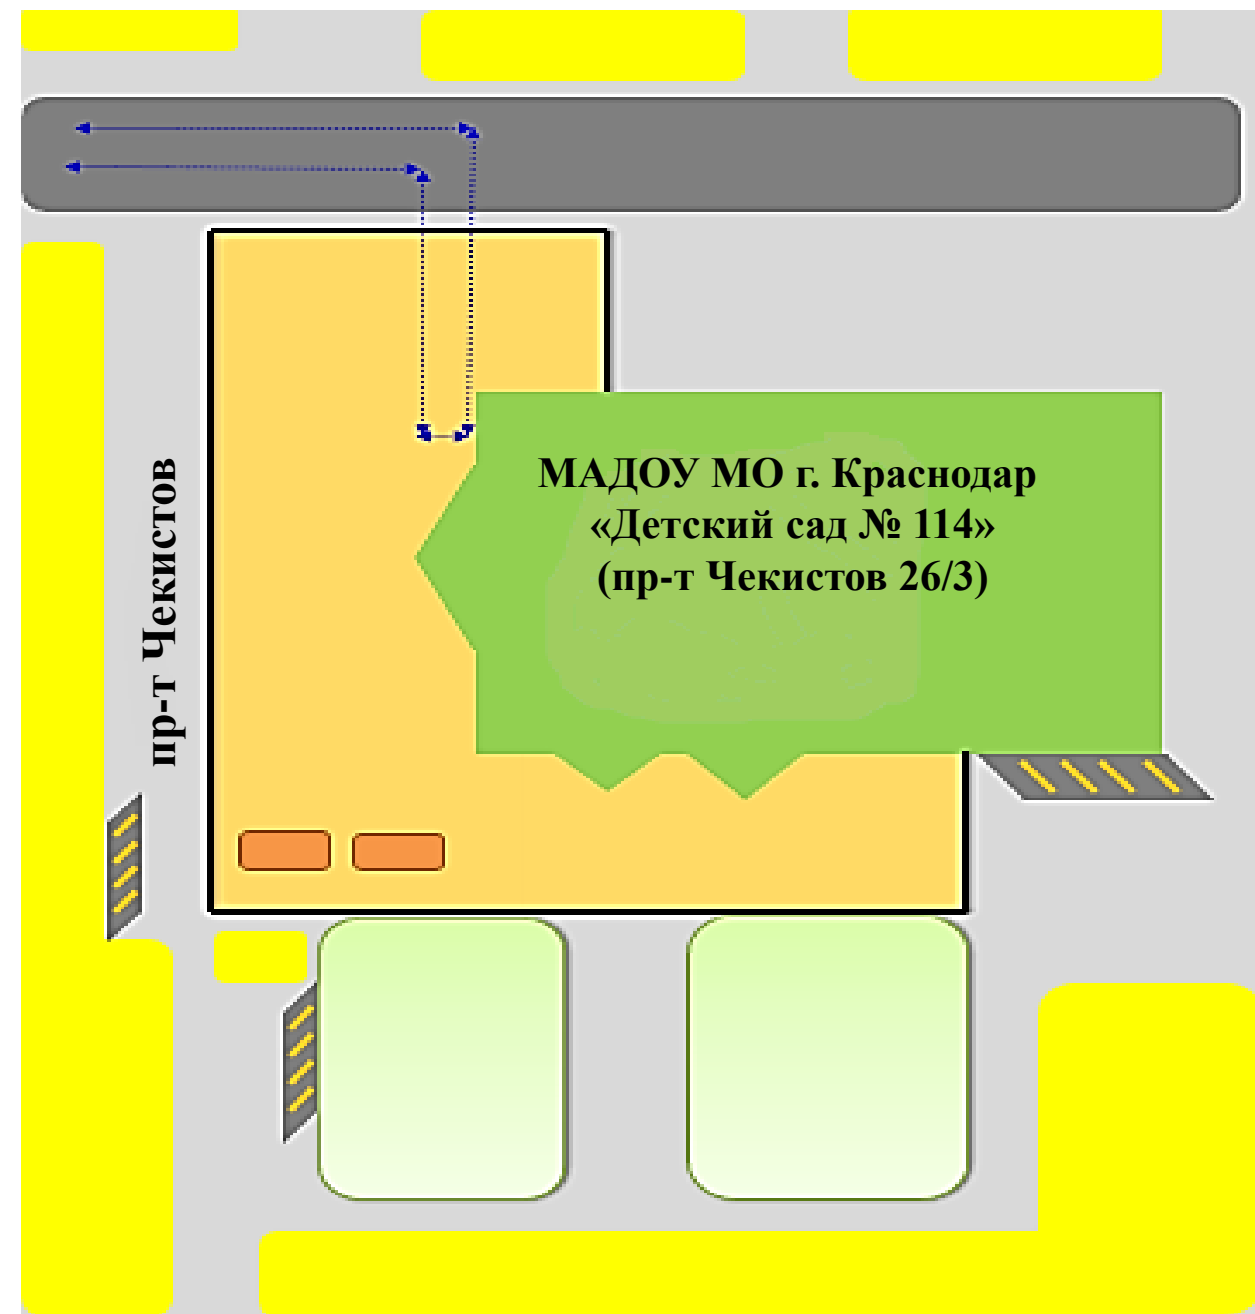 МАДОУ МО г. Краснодар
«Детский сад № 114»
(пр-т Чекистов 26/3)
пр-т Чекистов